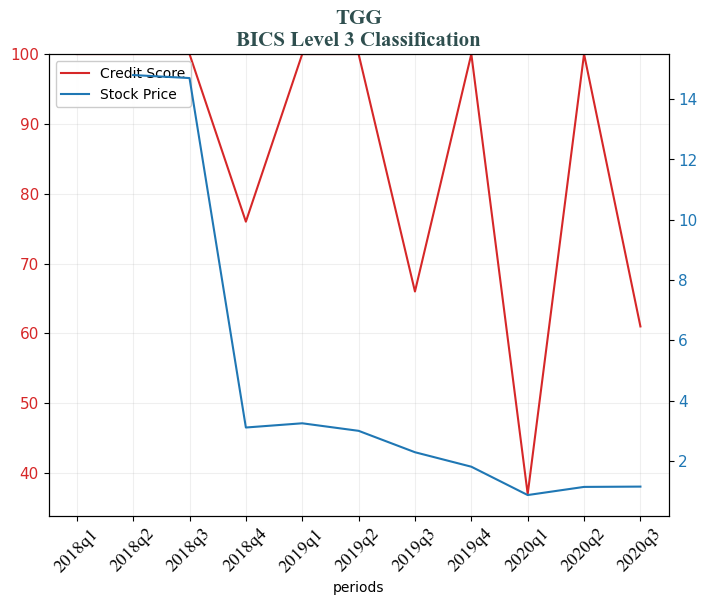 TGG
BICS Level 3 Classification
Credit Score
Stock Price
100
90
80
70
60
50
40
14
12
10
8
6
4
2
2018q1
2018q2
2018q3
2018q4
2019q1
2019q2
2019q3
2019q4
2020q1
2020q2
2020q3
periods